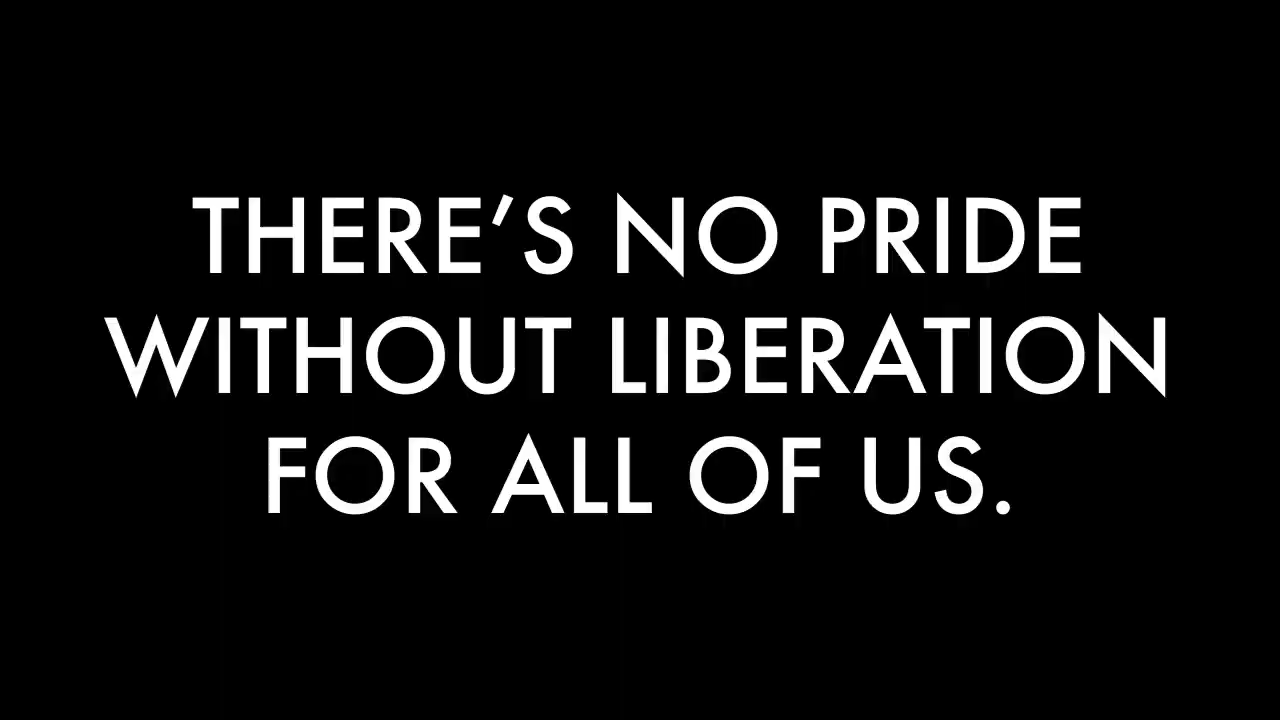 THERE’S NO PRIDE
WITHOUT LIBERATION
FOR ALL OF US.